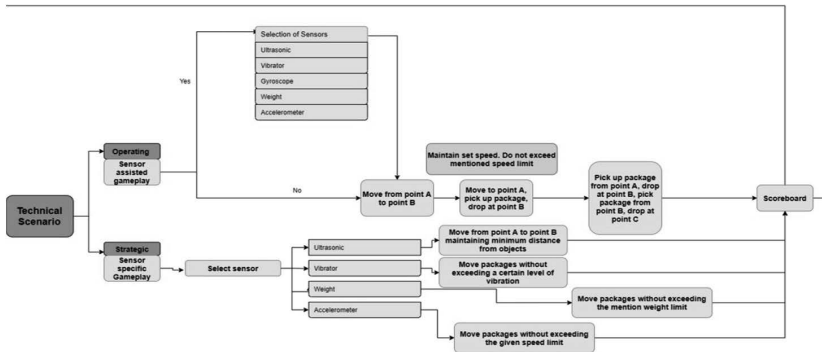 Selection of Sensors
Ultrasonic
Vibrator
Gyroscope
Weight
Accelerometer
Yes
Operating
Sensor
assisted
gameplay
No
Maintain set speed. Do not exceed
mentioned speed limit
Move from point A
to point B
Move to point A,
pick up package,
drop at point B
Pick up package
from point A, drop
at point B, pick
package from
point B, drop at
point C
Scoreboard
Technical
Scenario
Strategic
Sensor
specific
Gameplay
Select sensor
Ultrasonic
Vibrator
Weight
Accelerometer
Move from point A to point B
maintaining minimum distance
from objects
Move packages without
exceeding a certain level of
vibration
Move packages without exceeding
the mention weight limit
Move packages without exceeding
the given speed limit